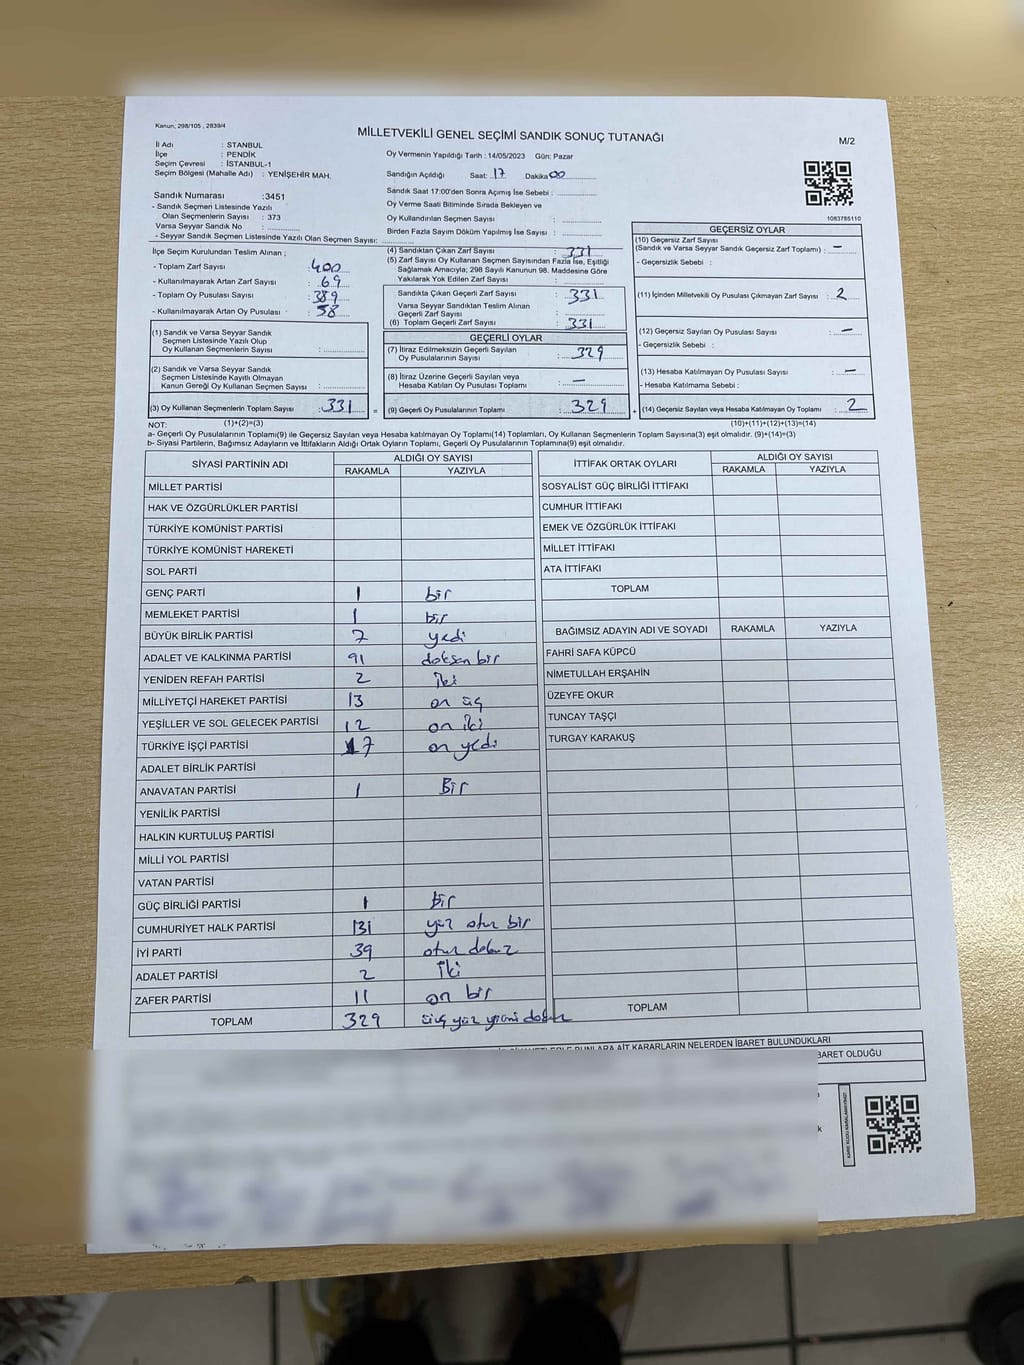 Kanun: 298/105 , 2839/4
MİLLETVEKİLİ GENEL SEÇİMİ SANDIK SONUÇ TUTANAĞI
M/2
İl Adı : STANBUL
İlçe : PENDİK
Seçim Çevresi : İSTANBUL-1
Seçim Bölgesi (Mahalle Adı) : YENİŞEHİR MAH.
Oy Vermenin Yapıldığı Tarih : 14/05/2023 Gün: Pazar
Sandığın Açıldığı Saat: 17 Dakika 00
Sandık Saat 17:00'den Sonra Açımış İse Sebebi :
Oy Verme Saati Bitiminde Sırada Bekleyen ve
Oy Kullandırılan Seçmen Sayısı :
Birden Fazla Sayım Döküm Yapılmış İse Sayısı :
1083785110
Sandık Numarası :3451
- Sandık Seçmen Listesinde Yazılı
Olan Seçmenlerin Sayısı : 373
Varsa Seyyar Sandık No :
- Seyyar Sandık Seçmen Listesinde Yazılı Olan Seçmen Sayısı:
İlçe Seçim Kurulundan Teslim Alınan ;
- Toplam Zarf Sayısı : 400
- Kullanılmayarak Artan Zarf Sayısı : 69
- Toplam Oy Pusulası Sayısı : 389
- Kullanılmayarak Artan Oy Pusulası : 58
(1) Sandık ve Varsa Seyyar Sandık
Seçmen Listesinde Yazılı Olup
Oy Kullanan Seçmenlerin Sayısı :
(2) Sandık ve Varsa Seyyar Sandık
Seçmen Listesinde Kayıtlı Olmayan
Kanun Gereği Oy Kullanan Seçmen Sayısı :
(3) Oy Kullanan Seçmenlerin Toplam Sayısı : 331 =
(4) Sandıktan Çıkan Zarf Sayısı : 331
(5) Zarf Sayısı Oy Kullanan Seçmen Sayısından Fazla İse, Eşitliği
Sağlamak Amacıyla; 298 Sayılı Kanunun 98. Maddesine Göre
Yakılarak Yok Edilen Zarf Sayısı :
Sandıkta Çıkan Geçerli Zarf Sayısı : 331
Varsa Seyyar Sandıktan Teslim Alınan
Geçerli Zarf Sayısı :
(6) Toplam Geçerli Zarf Sayısı : 331
GEÇERLİ OYLAR
(7) İtiraz Edilmeksizin Geçerli Sayılan
Oy Pusulalarının Sayısı : 329
(8) İtiraz Üzerine Geçerli Sayılan veya
Hesaba Katılan Oy Pusulası Toplamı : —
(9) Geçerli Oy Pusulalarının Toplamı : 329 +
GEÇERSİZ OYLAR
(10) Geçersiz Zarf Sayısı
(Sandık ve Varsa Seyyar Sandık Geçersiz Zarf Toplamı) : —
- Geçersizlik Sebebi :
(11) İçinden Milletvekili Oy Pusulası Çıkmayan Zarf Sayısı : 2
(12) Geçersiz Sayılan Oy Pusulası Sayısı : —
- Geçersizlik Sebebi :
(13) Hesaba Katılmayan Oy Pusulası Sayısı : —
- Hesaba Katılmama Sebebi :
(14) Geçersiz Sayılan veya Hesaba Katılmayan Oy Toplamı : 2
NOT: (1)+(2)=(3) (10)+(11)+(12)+(13)=(14)
a- Geçerli Oy Pusulalarının Toplamı(9) ile Geçersiz Sayılan veya Hesaba katılmayan Oy Toplamı(14) Toplamları, Oy Kullanan Seçmenlerin Toplam Sayısına(3) eşit olmalıdır. (9)+(14)=(3)
b- Siyasi Partilerin, Bağımsız Adayların ve İttifakların Aldığı Ortak Oyların Toplamı, Geçerli Oy Pusulalarının Toplamına(9) eşit olmalıdır.
SİYASİ PARTİNİN ADI ALDIĞI OY SAYISI
RAKAMLA YAZIYLA
MİLLET PARTİSİ
HAK VE ÖZGÜRLÜKLER PARTİSİ
TÜRKİYE KOMÜNİST PARTİSİ
TÜRKİYE KOMÜNİST HAREKETİ
SOL PARTİ
GENÇ PARTİ 1 bir
MEMLEKET PARTİSİ 1 bir
BÜYÜK BİRLİK PARTİSİ 7 yedi
ADALET VE KALKINMA PARTİSİ 91 doksan bir
YENİDEN REFAH PARTİSİ 2 iki
MİLLİYETÇİ HAREKET PARTİSİ 13 on üç
YEŞİLLER VE SOL GELECEK PARTİSİ 12 on iki
TÜRKİYE İŞÇİ PARTİSİ 17 on yedi
ADALET BİRLİK PARTİSİ
ANAVATAN PARTİSİ 1 Bir
YENİLİK PARTİSİ
HALKIN KURTULUŞ PARTİSİ
MİLLİ YOL PARTİSİ
VATAN PARTİSİ
GÜÇ BİRLİĞİ PARTİSİ 1 bir
CUMHURİYET HALK PARTİSİ 131 yüz otuz bir
İYİ PARTİ 39 otuz dokuz
ADALET PARTİSİ 2 iki
ZAFER PARTİSİ 11 on bir
TOPLAM 329 üç yüz yirmi dokuz
İTTİFAK ORTAK OYLARI ALDIĞI OY SAYISI
RAKAMLA YAZIYLA
SOSYALİST GÜÇ BİRLİĞİ İTTİFAKI
CUMHUR İTTİFAKI
EMEK VE ÖZGÜRLÜK İTTİFAKI
MİLLET İTTİFAKI
ATA İTTİFAKI
TOPLAM
BAĞIMSIZ ADAYIN ADI VE SOYADI RAKAMLA YAZIYLA
FAHRİ SAFA KÜPCÜ
NİMETULLAH ERŞAHİN
ÜZEYFE OKUR
TUNCAY TAŞÇI
TURGAY KARAKUŞ
TOPLAM
BUNLARA AİT KARARLARIN NELERDEN İBARET BULUNDUKLARI
BARET OLDUĞU